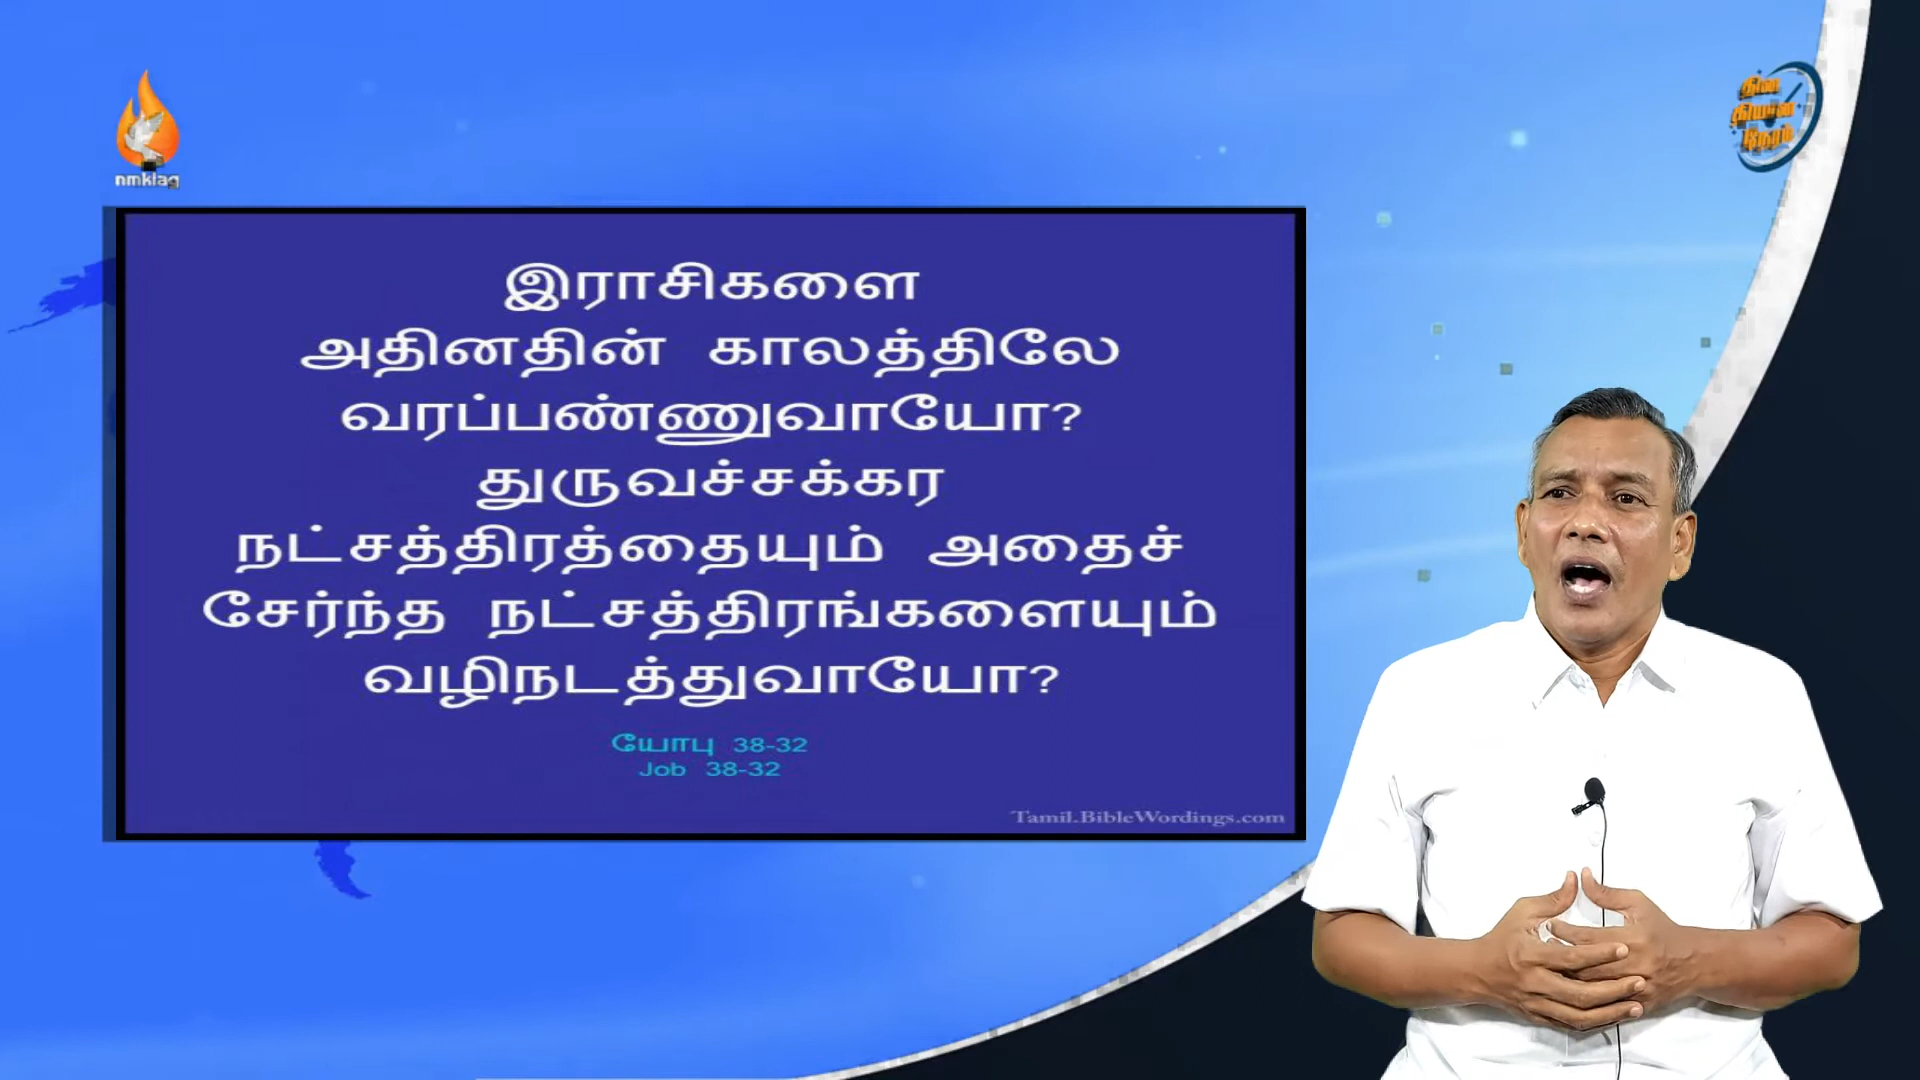 nmklag
தின
தியான
நேரம்
இராசிகளை
அதினதின் காலத்திலே
வரப்பண்ணுவாயோ?
துருவச்சக்கர
நட்சத்திரத்தையும் அதைச்
சேர்ந்த நட்சத்திரங்களையும்
வழிநடத்துவாயோ?
யோபு 38-32
Job 38-32
Tamil.BibleWordings.com